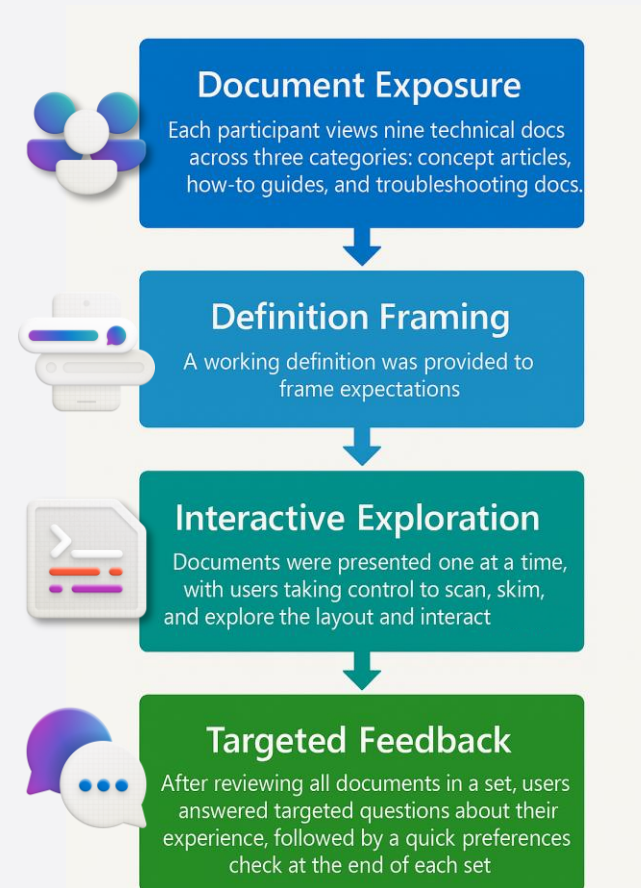 Document Exposure
Each participant views nine technical docs
across three categories: concept articles,
how-to guides, and troubleshooting docs.
Definition Framing
A working definition was provided to
frame expectations
Interactive Exploration
Documents were presented one at a time,
with users taking control to scan, skim,
and explore the layout and interact
Targeted Feedback
After reviewing all documents in a set, users
answered targeted questions about their
experience, followed by a quick preferences
check at the end of each set